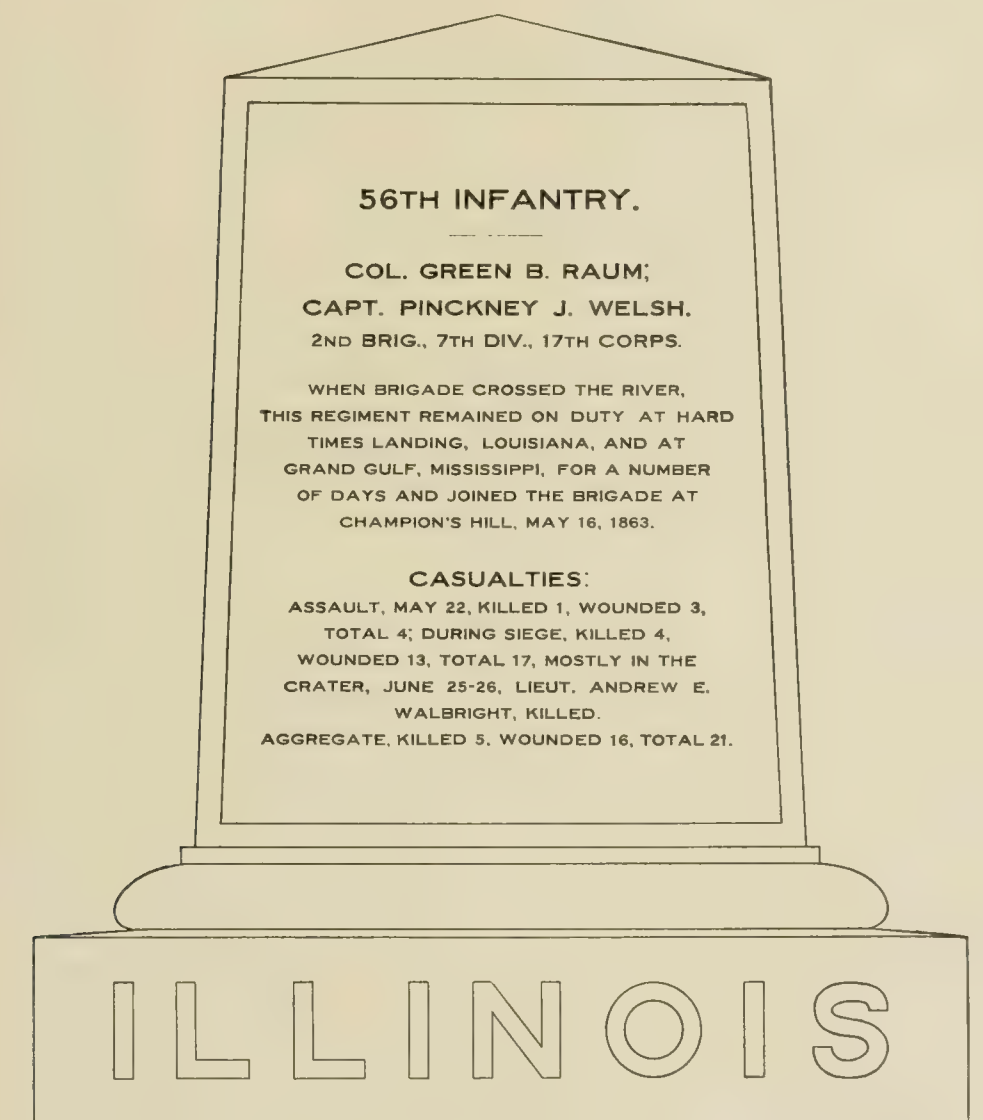 56TH INFANTRY.
COL. GREEN B. RAUM;
CAPT. PINCKNEY J. WELSH.
2ND BRIG., 7TH DIV., 17TH CORPS.
WHEN BRIGADE CROSSED THE RIVER,
THIS REGIMENT REMAINED ON DUTY AT HARD
TIMES LANDING, LOUISIANA, AND AT
GRAND GULF, MISSISSIPPI, FOR A NUMBER
OF DAYS AND JOINED THE BRIGADE AT
CHAMPION'S HILL, MAY 16, 1863.
CASUALTIES:
ASSAULT, MAY 22, KILLED 1, WOUNDED 3,
TOTAL 4; DURING SIEGE, KILLED 4,
WOUNDED 13, TOTAL 17, MOSTLY IN THE
CRATER, JUNE 25-26, LIEUT. ANDREW E.
WALBRIGHT, KILLED.
AGGREGATE, KILLED 5, WOUNDED 16, TOTAL 21.
ILLINOIS